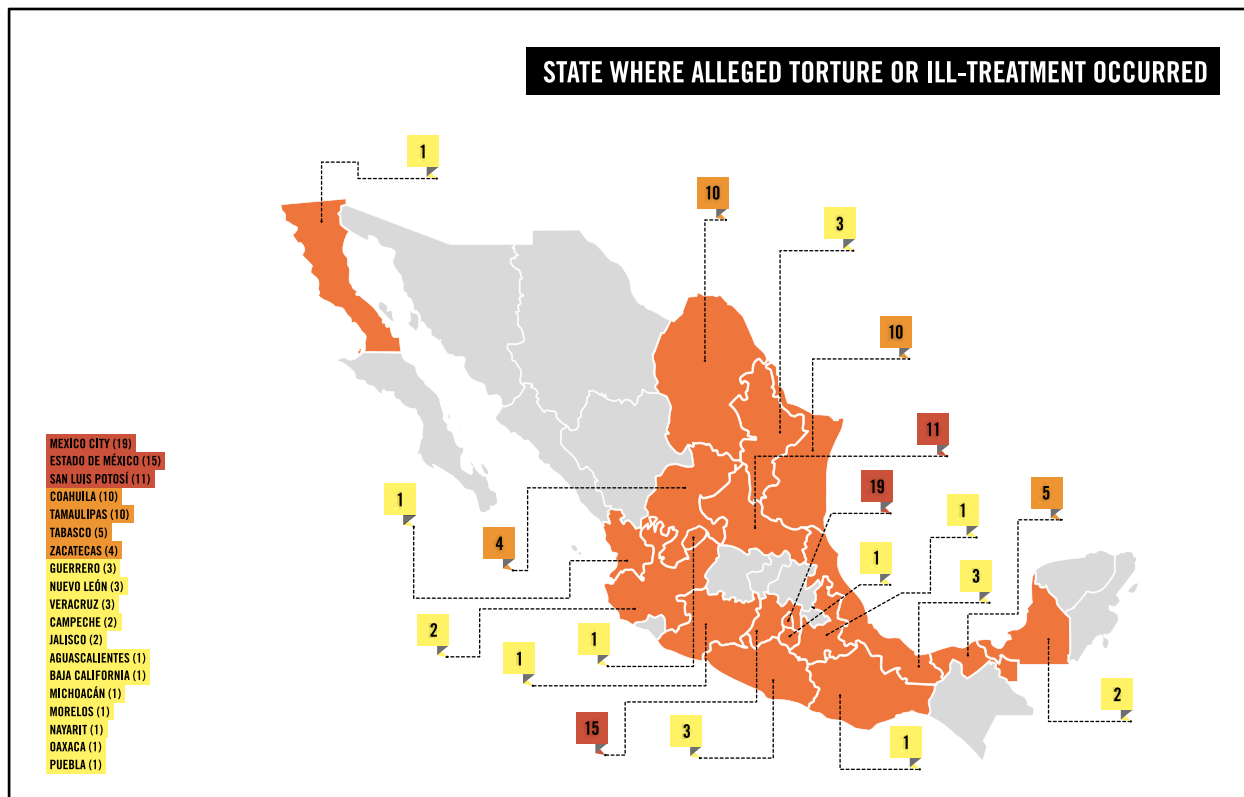 STATE WHERE ALLEGED TORTURE OR ILL-TREATMENT OCCURRED
1
10
3
10
11
19
5
1
1
4
1
3
2
1
1
2
15
3
1
MEXICO CITY (19)
ESTADO DE MÉXICO (15)
SAN LUIS POTOSÍ (11)
COAHUILA (10)
TAMAULIPAS (10)
TABASCO (5)
ZACATECAS (4)
GUERRERO (3)
NUEVO LEÓN (3)
VERACRUZ (3)
CAMPECHE (2)
JALISCO (2)
AGUASCALIENTES (1)
BAJA CALIFORNIA (1)
MICHOACÁN (1)
MORELOS (1)
NAYARIT (1)
OAXACA (1)
PUEBLA (1)